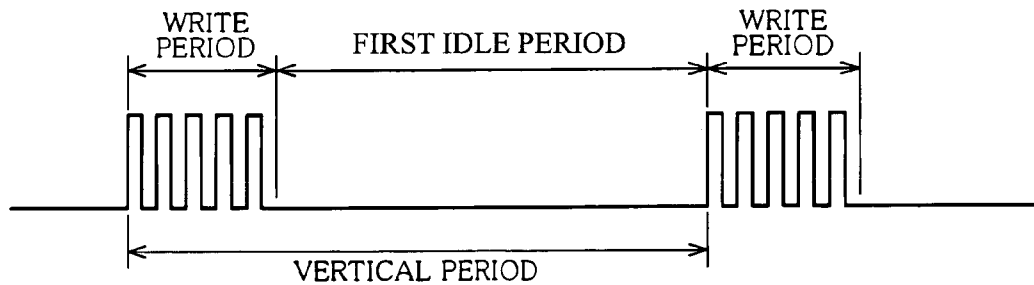 WRITE
PERIOD
FIRST IDLE PERIOD
WRITE
PERIOD
VERTICAL PERIOD